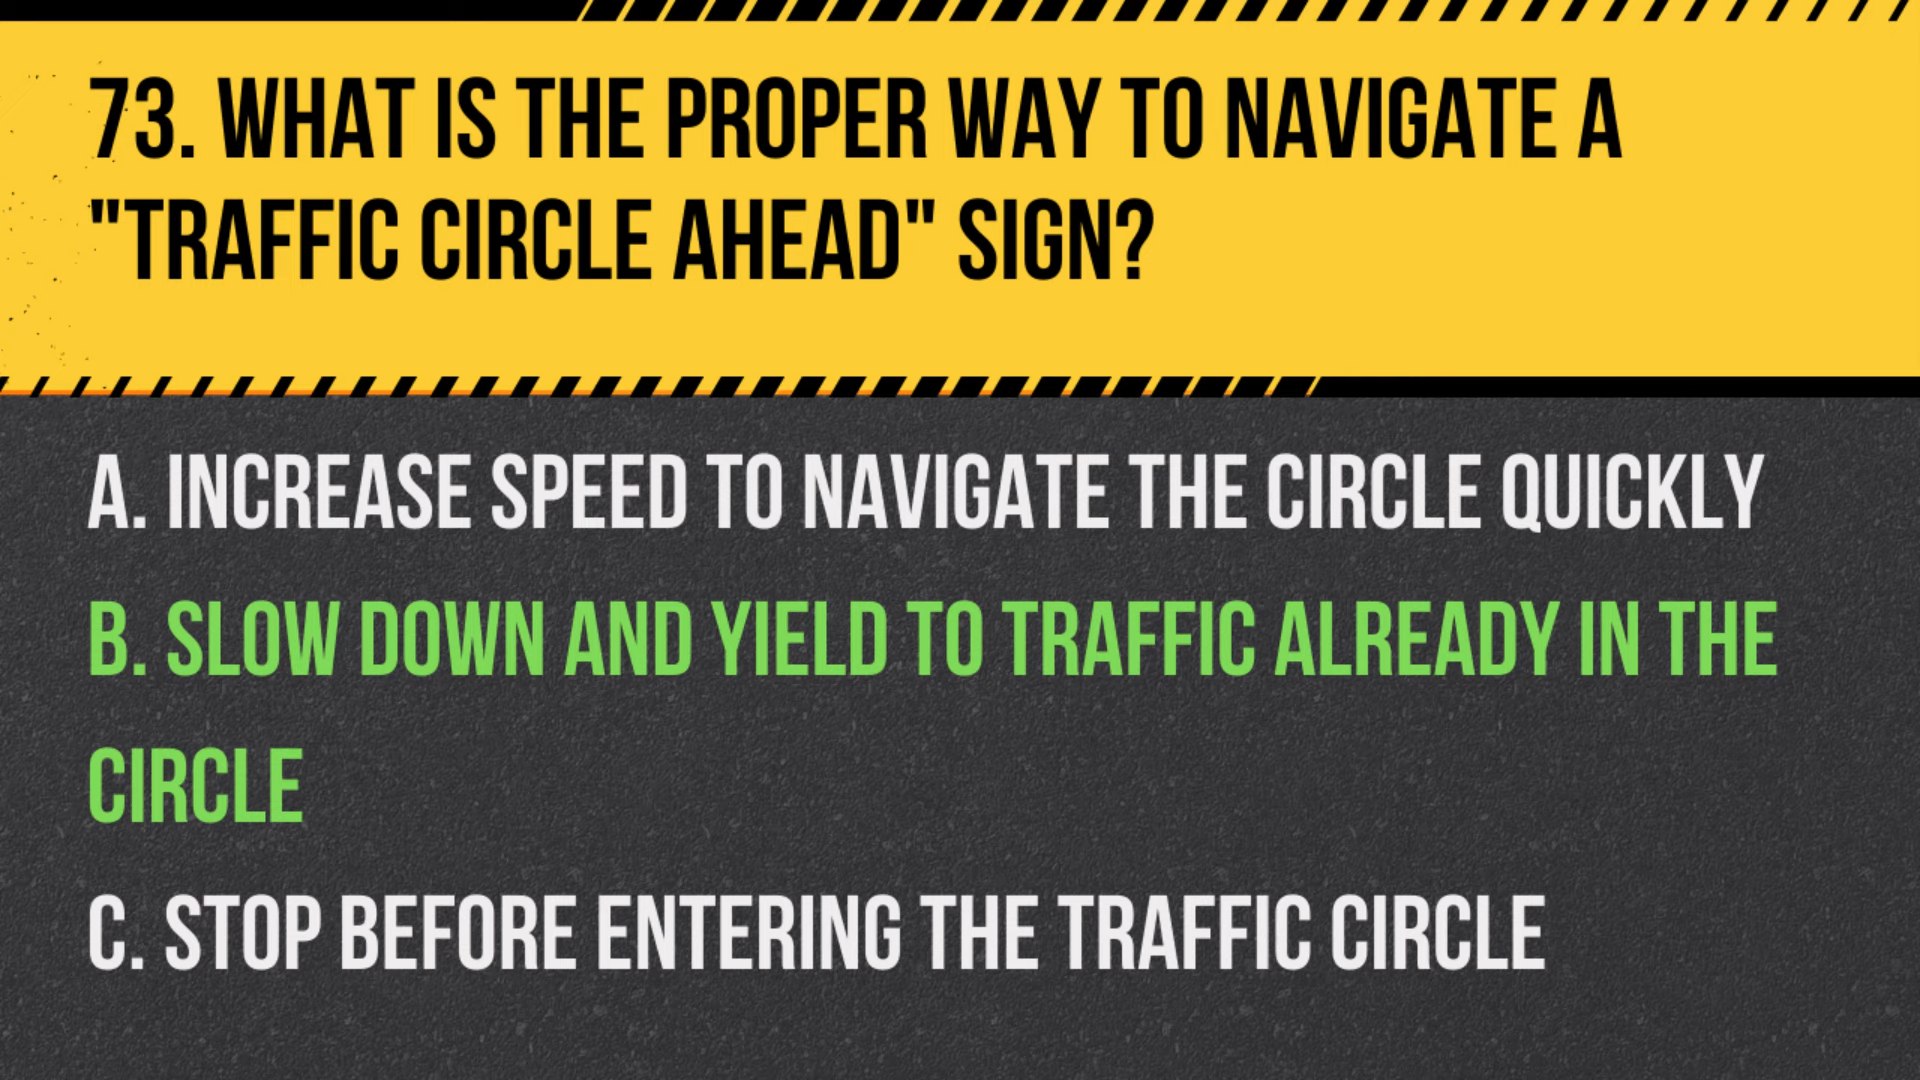 73. WHAT IS THE PROPER WAY TO NAVIGATE A
"TRAFFIC CIRCLE AHEAD" SIGN?
A. INCREASE SPEED TO NAVIGATE THE CIRCLE QUICKLY
B. SLOW DOWN AND YIELD TO TRAFFIC ALREADY IN THE
CIRCLE
C. STOP BEFORE ENTERING THE TRAFFIC CIRCLE